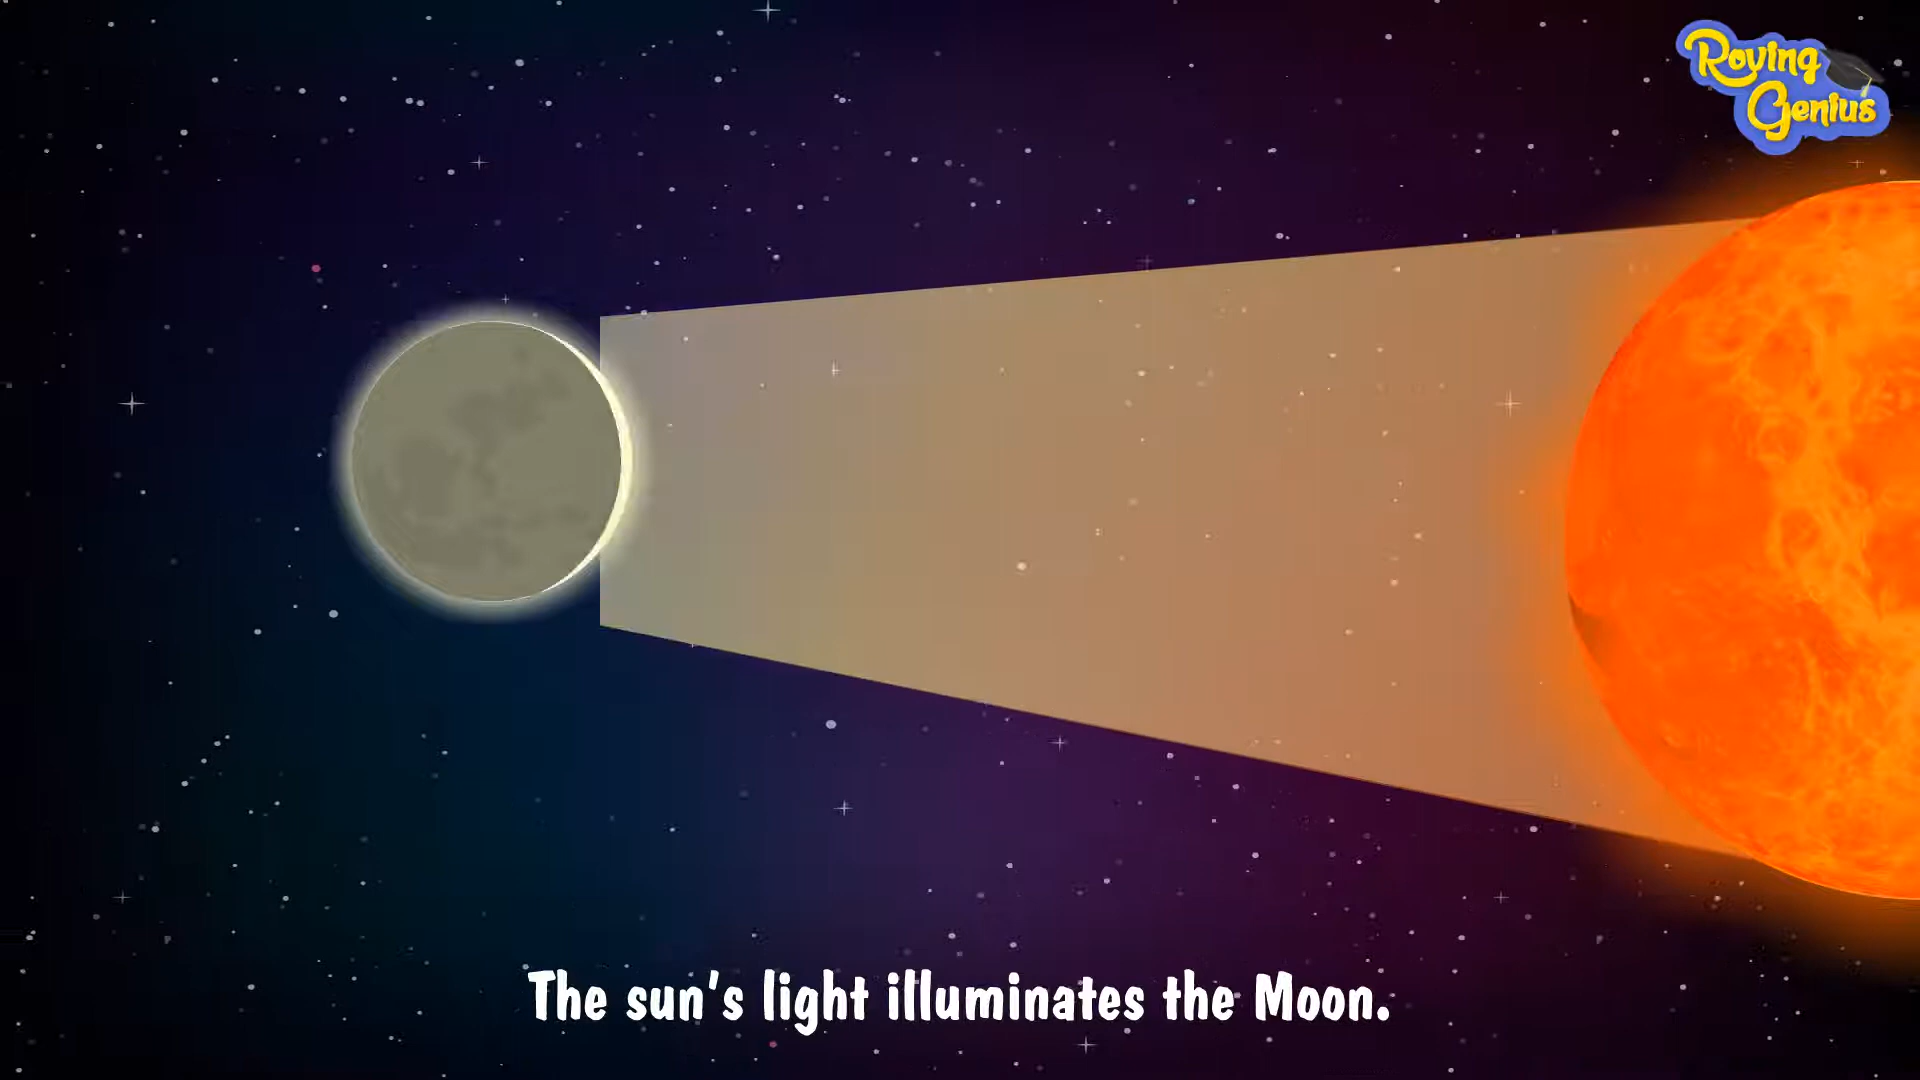 Roving
Genius
The sun's light illuminates the Moon.